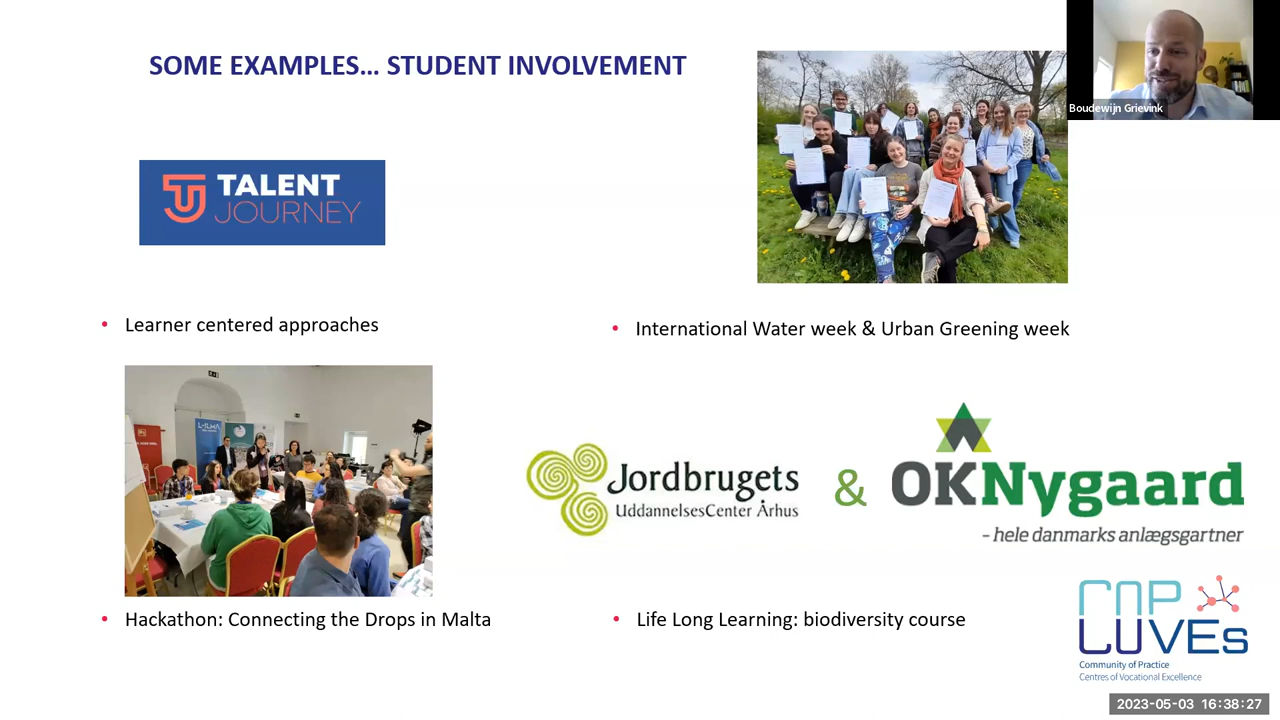 SOME EXAMPLES... STUDENT INVOLVEMENT
Boudewijn Grievink
TALENT
JOURNEY
• Learner centered approaches
• International Water week & Urban Greening week
L-ILĦNA
Jordbrugets
UddannelsesCenter Århus
&
OKNygaard
- hele danmarks anlægsgartner
• Hackathon: Connecting the Drops in Malta
• Life Long Learning: biodiversity course
COP
LOVEs
Community of Practice
Centres of Vocational Excellence
2023-05-03 16:38:27